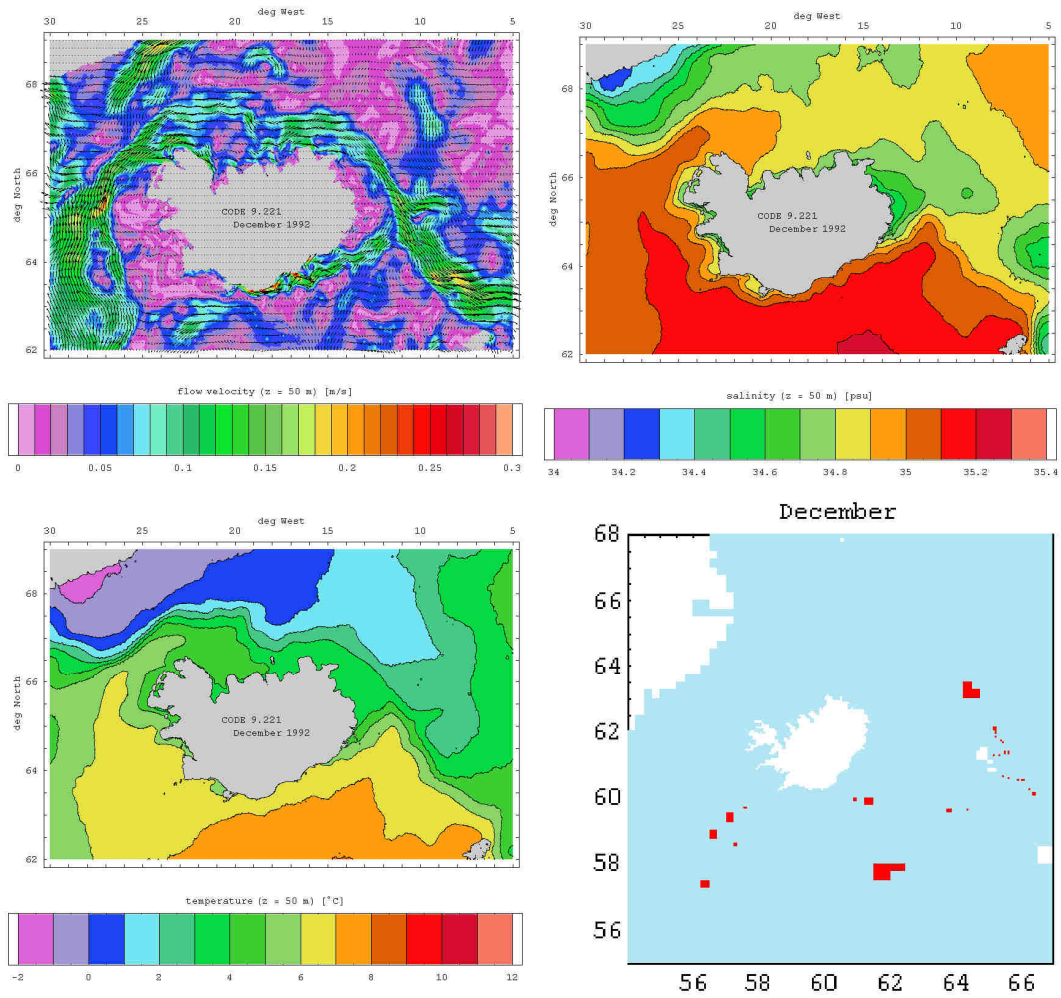 deg West
30 25 20 15 10 5
68
66
64
62
deg North
CODE 9.221
December 1992
flow velocity (z = 50 m) [m/s]
0 0.05 0.1 0.15 0.2 0.25 0.3
deg West
30 25 20 15 10 5
68
66
64
62
deg North
CODE 9.221
December 1992
salinity (z = 50 m) [psu]
34 34.2 34.4 34.6 34.8 35 35.2 35.4
deg West
30 25 20 15 10 5
68
66
64
62
deg North
CODE 9.221
December 1992
temperature (z = 50 m) [°C]
-2 0 2 4 6 8 10 12
December
68
66
64
62
60
58
56
56 58 60 62 64 66